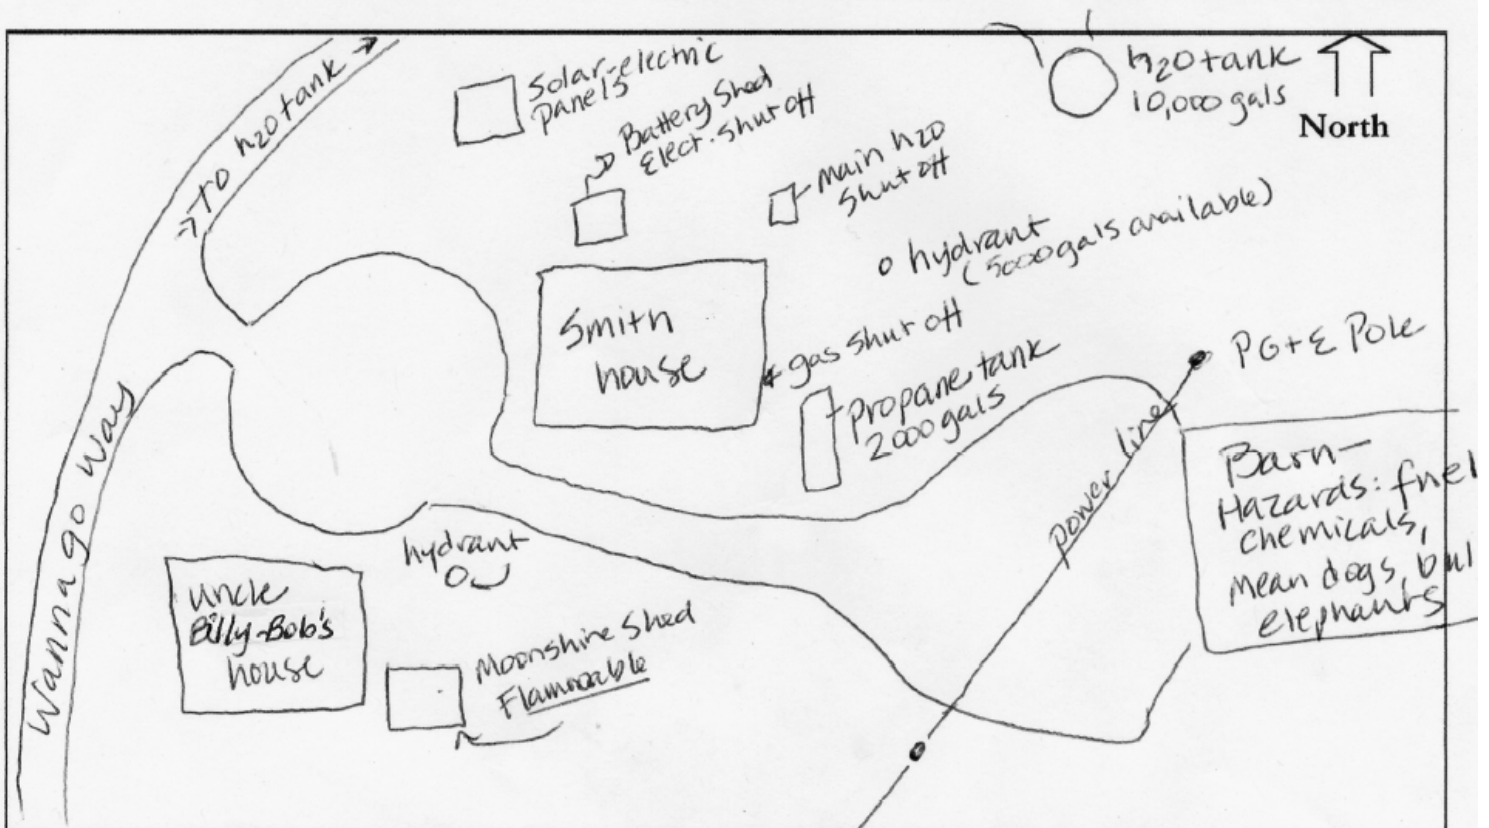 → To h2o tank →
Solar-electric
panels
Battery Shed
Elect. Shut off
main h2o
Shut off
h2o tank
10,000 gals
North
o hydrant
(5000 gals available)
Smith
house
gas Shut off
Propane tank
2000 gals
PG+E Pole
power line
Barn-
Hazards: fuel
chemicals,
mean dogs, bul
elephants
Wanna go way
hydrant
uncle
Billy-Bob's
house
Moonshine Shed
Flammable